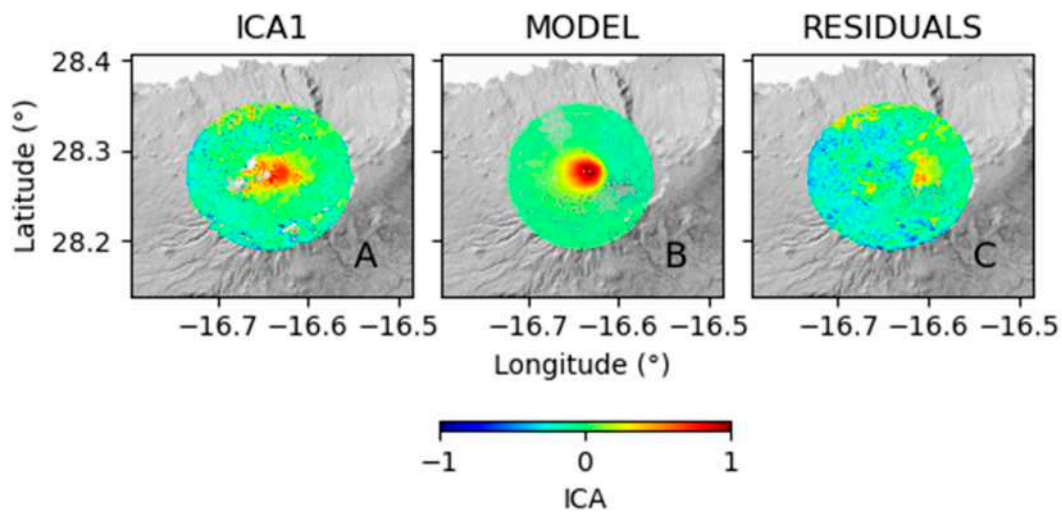 ICA1 MODEL RESIDUALS
28.4
28.3
28.2
Latitude (°)
A B C
−16.7 −16.6 −16.5 −16.7 −16.6 −16.5 −16.7 −16.6 −16.5
Longitude (°)
−1 0 1
ICA